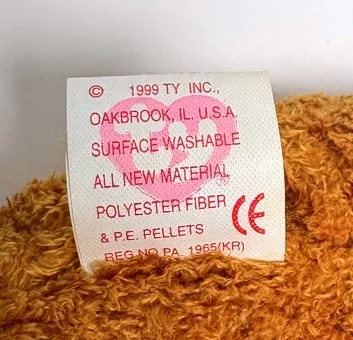 © 1999 TY INC.,
OAKBROOK, IL. U.S.A.
SURFACE WASHABLE
ALL NEW MATERIAL
POLYESTER FIBER
& P.E. PELLETS CE
REG NO PA. 1965(KR)
ty